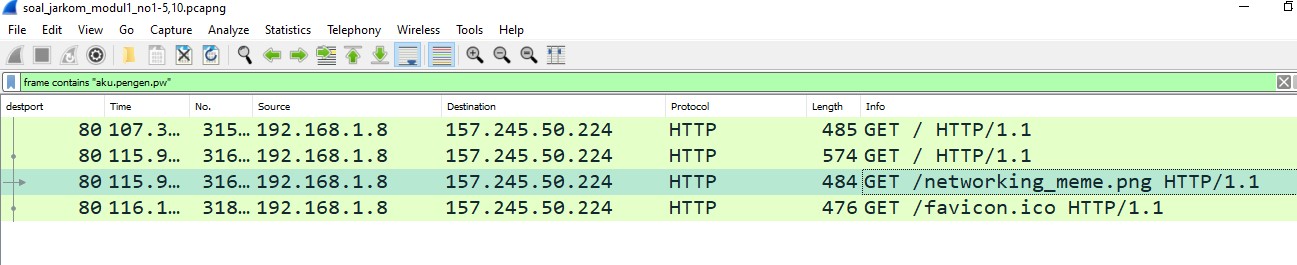 soal_jarkom_modul1_no1-5,10.pcapng
File Edit View Go Capture Analyze Statistics Telephony Wireless Tools Help
frame contains "aku.pengen.pw"
destport Time No. Source Destination Protocol Length Info
80 107.3… 315… 192.168.1.8 157.245.50.224 HTTP 485 GET / HTTP/1.1
80 115.9… 316… 192.168.1.8 157.245.50.224 HTTP 574 GET / HTTP/1.1
80 115.9… 316… 192.168.1.8 157.245.50.224 HTTP 484 GET /networking_meme.png HTTP/1.1
80 116.1… 318… 192.168.1.8 157.245.50.224 HTTP 476 GET /favicon.ico HTTP/1.1